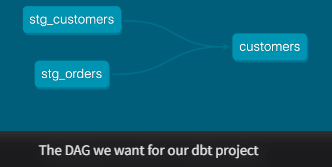 stg_customers
customers
stg_orders
The DAG we want for our dbt project